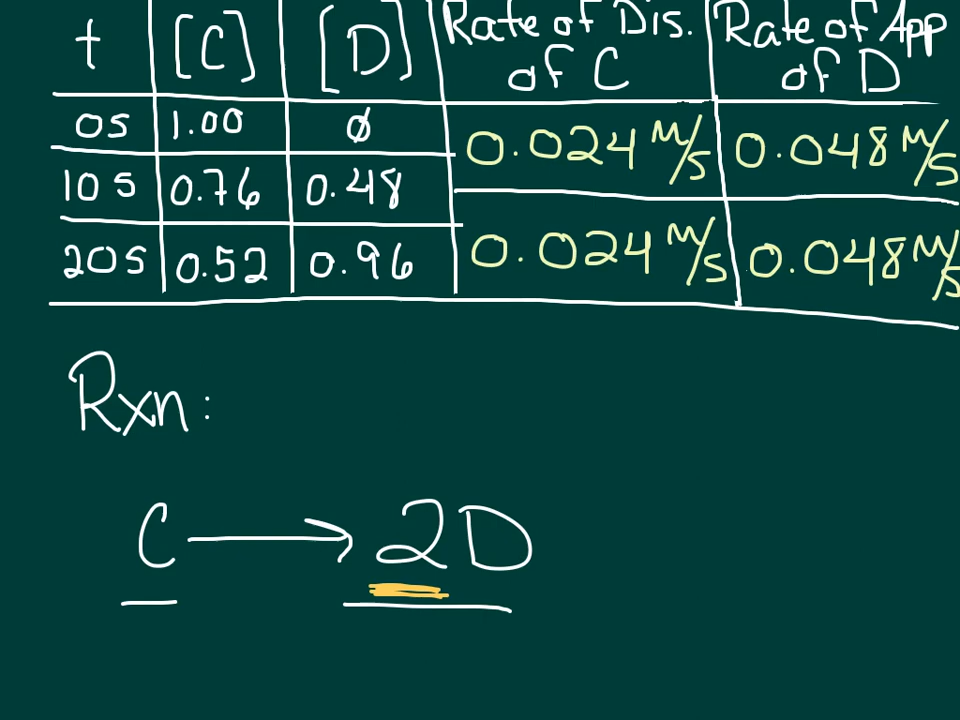 t [C] [D] Rate of Dis. of C Rate of App of D
0s 1.00 ∅ 0.024 M/s 0.048 M/s
10s 0.76 0.48
20s 0.52 0.96 0.024 M/s 0.048 M/s
Rxn:
C → 2D